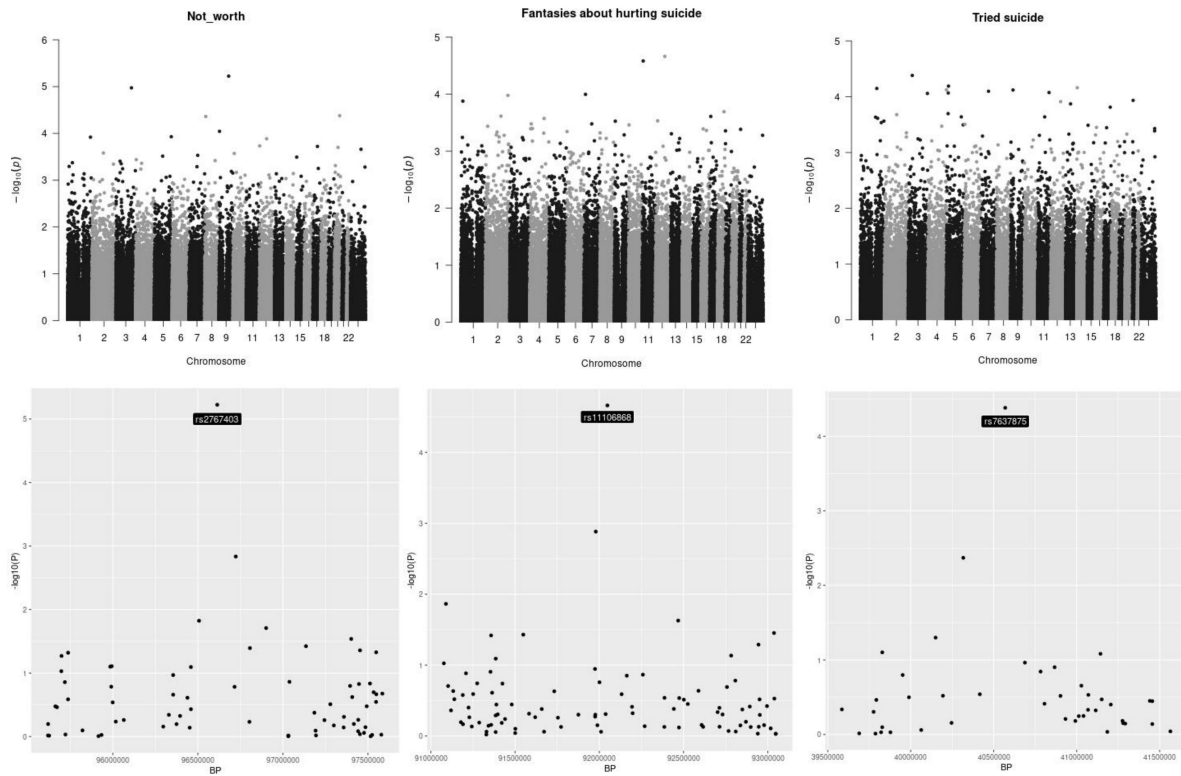 Not_worth
Fantasies about hurting suicide
Tried suicide
6
5
4
3
2
1
0
−log10(p)
1 2 3 4 5 6 7 8 9 11 13 15 18 22
Chromosome
5
4
3
2
1
0
−log10(p)
1 2 3 4 5 6 7 8 9 11 13 15 18 22
Chromosome
5
4
3
2
1
0
−log10(p)
1 2 3 4 5 6 7 8 9 11 13 15 18 22
Chromosome
rs2767403
5
4
3
2
1
0
-log10(P)
96000000 96500000 97000000 97500000
BP
rs11106868
4
3
2
1
0
-log10(P)
91000000 91500000 92000000 92500000 93000000
BP
rs7637875
4
3
2
1
0
-log10(P)
39500000 40000000 40500000 41000000 41500000
BP